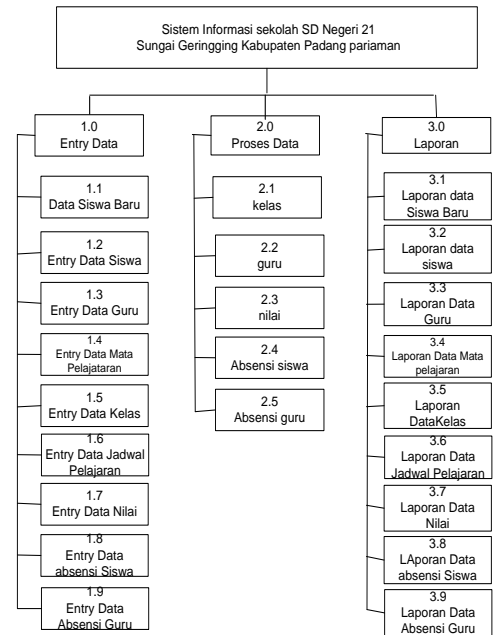 Sistem Informasi sekolah SD Negeri 21
Sungai Geringging Kabupaten Padang pariaman
1.0
Entry Data
1.1
Data Siswa Baru
1.2
Entry Data Siswa
1.3
Entry Data Guru
1.4
Entry Data Mata
Pelajataran
1.5
Entry Data Kelas
1.6
Entry Data Jadwal
Pelajaran
1.7
Entry Data Nilai
1.8
Entry Data
absensi Siswa
1.9
Entry Data
Absensi Guru
2.0
Proses Data
2.1
kelas
2.2
guru
2.3
nilai
2.4
Absensi siswa
2.5
Absensi guru
3.0
Laporan
3.1
Laporan data
Siswa Baru
3.2
Laporan data
siswa
3.3
Laporan Data
Guru
3.4
Laporan Data Mata
pelajaran
3.5
Laporan
DataKelas
3.6
Laporan Data
Jadwal Pelajaran
3.7
Laporan Data
Nilai
3.8
LAporan Data
absensi Siswa
3.9
Laporan Data
Absensi Guru